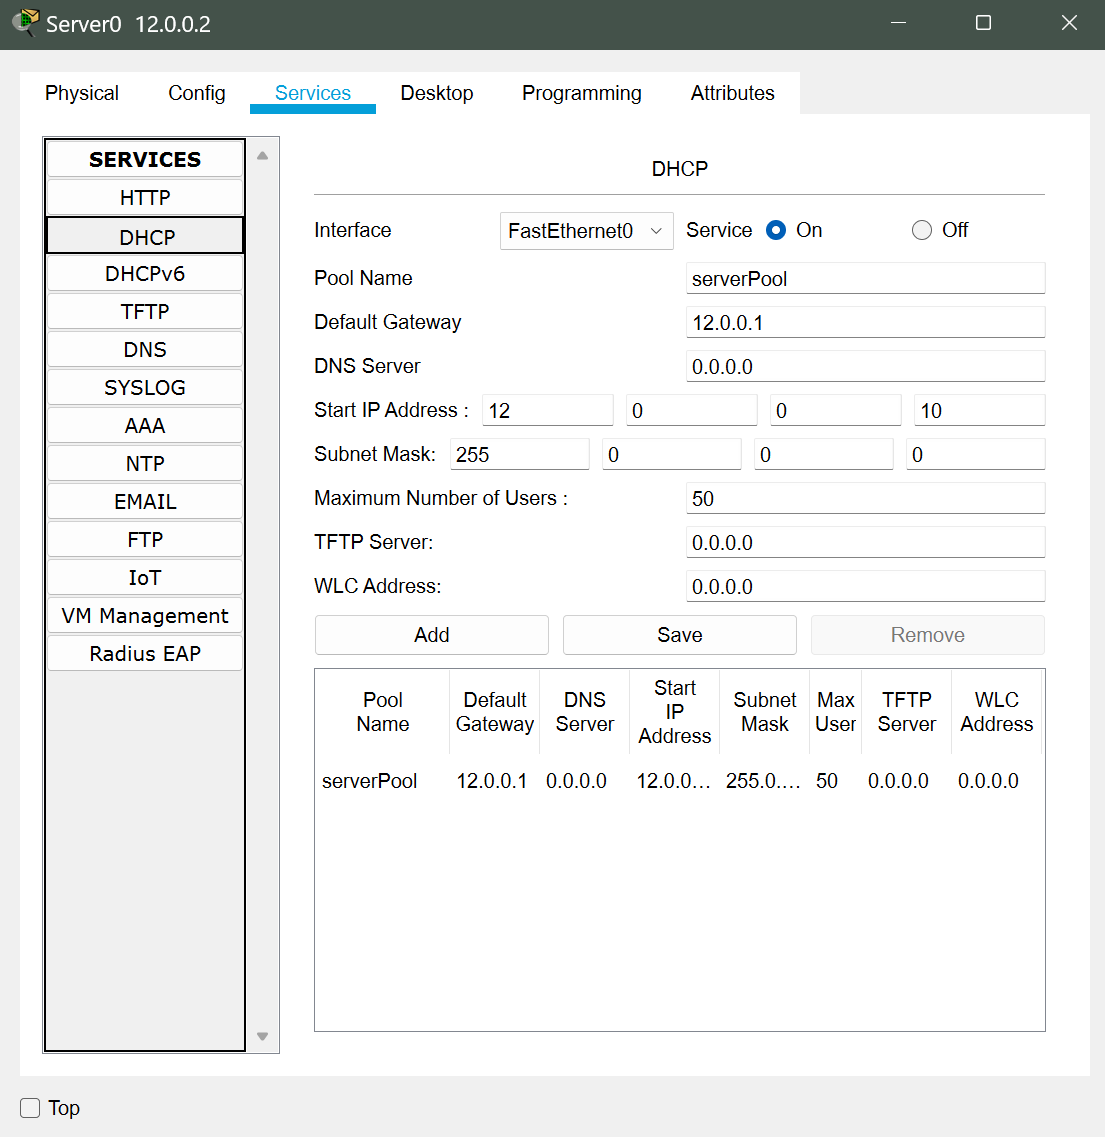 Server0 12.0.0.2
Physical Config Services Desktop Programming Attributes
SERVICES
HTTP
DHCP
DHCPv6
TFTP
DNS
SYSLOG
AAA
NTP
EMAIL
FTP
IoT
VM Management
Radius EAP
DHCP
Interface FastEthernet0 Service On Off
Pool Name serverPool
Default Gateway 12.0.0.1
DNS Server 0.0.0.0
Start IP Address : 12 0 0 10
Subnet Mask: 255 0 0 0
Maximum Number of Users : 50
TFTP Server: 0.0.0.0
WLC Address: 0.0.0.0
Add Save Remove
Pool Name Default Gateway DNS Server Start IP Address Subnet Mask Max User TFTP Server WLC Address
serverPool 12.0.0.1 0.0.0.0 12.0.0... 255.0.... 50 0.0.0.0 0.0.0.0
Top